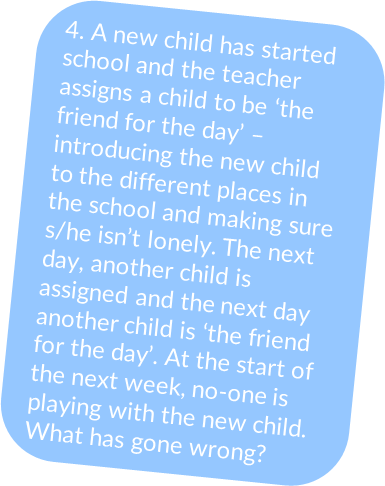 4. A new child has started
school and the teacher
assigns a child to be ‘the
friend for the day’ –
introducing the new child
to the different places in
the school and making sure
s/he isn’t lonely. The next
day, another child is
assigned and the next day
another child is ‘the friend
for the day’. At the start of
the next week, no-one is
playing with the new child.
What has gone wrong?